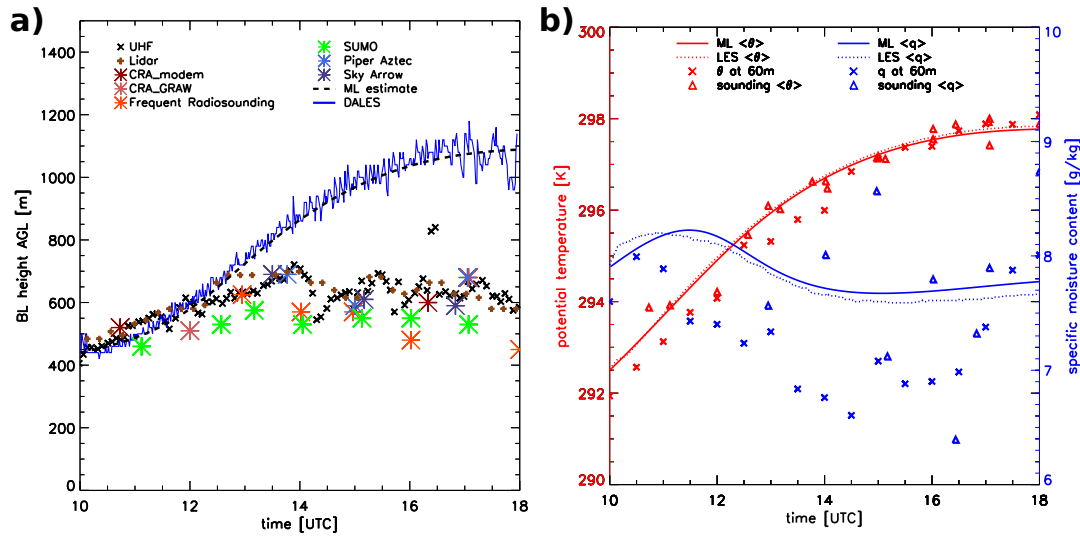 a)
UHF
Lidar
CRA_modem
CRA_GRAW
Frequent Radiosounding
SUMO
Piper Aztec
Sky Arrow
ML estimate
DALES
BL height AGL [m]
1400
1200
1000
800
600
400
200
0
10 12 14 16 18
time [UTC]
b)
ML <θ>
LES <θ>
θ at 60m
sounding <θ>
ML <q>
LES <q>
q at 60m
sounding <q>
potential temperature [K]
300
298
296
294
292
290
specific moisture content [g/kg]
9
8
7
6
10 12 14 16 18
time [UTC]